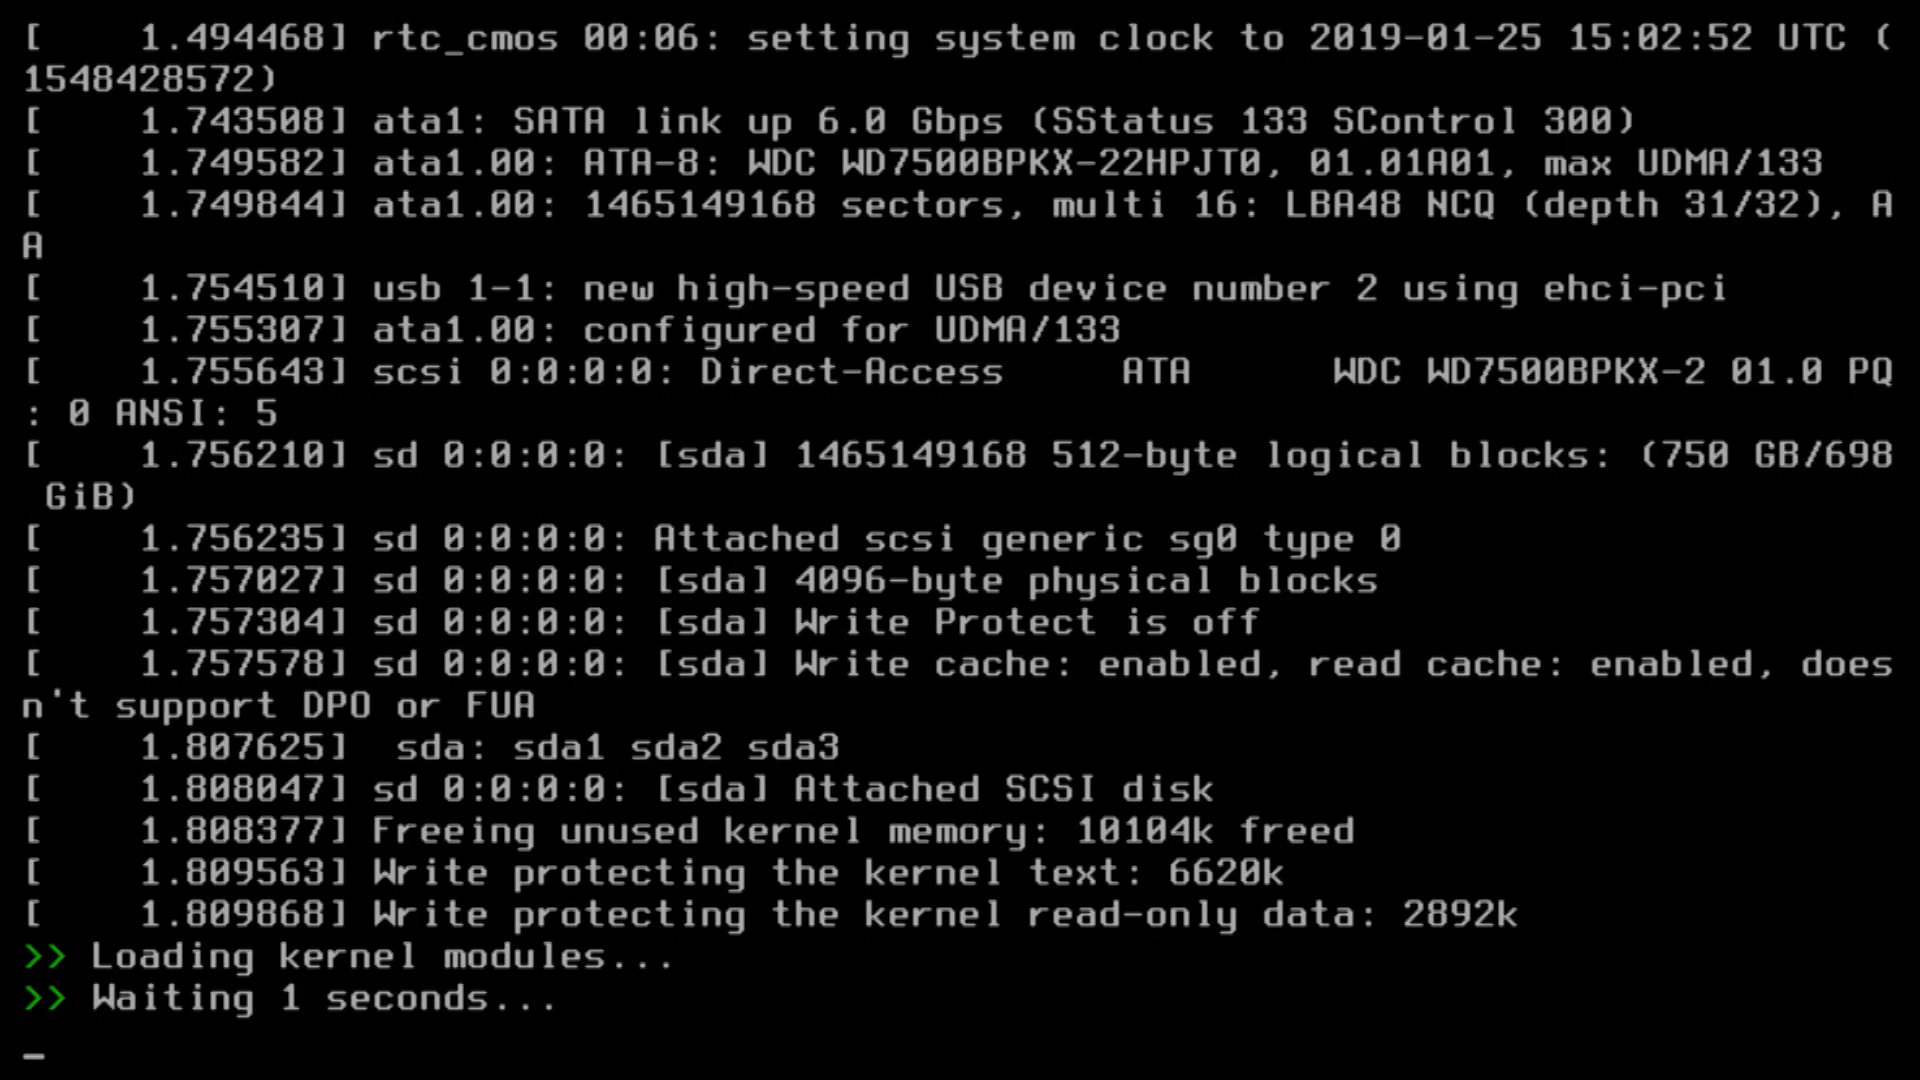 [    1.494468] rtc_cmos 00:06: setting system clock to 2019-01-25 15:02:52 UTC (
1548428572)
[    1.743508] ata1: SATA link up 6.0 Gbps (SStatus 133 SControl 300)
[    1.749582] ata1.00: ATA-8: WDC WD7500BPKX-22HPJT0, 01.01A01, max UDMA/133
[    1.749844] ata1.00: 1465149168 sectors, multi 16: LBA48 NCQ (depth 31/32), A
A
[    1.754510] usb 1-1: new high-speed USB device number 2 using ehci-pci
[    1.755307] ata1.00: configured for UDMA/133
[    1.755643] scsi 0:0:0:0: Direct-Access     ATA      WDC WD7500BPKX-2 01.0 PQ
: 0 ANSI: 5
[    1.756210] sd 0:0:0:0: [sda] 1465149168 512-byte logical blocks: (750 GB/698
 GiB)
[    1.756235] sd 0:0:0:0: Attached scsi generic sg0 type 0
[    1.757027] sd 0:0:0:0: [sda] 4096-byte physical blocks
[    1.757304] sd 0:0:0:0: [sda] Write Protect is off
[    1.757578] sd 0:0:0:0: [sda] Write cache: enabled, read cache: enabled, does
n't support DPO or FUA
[    1.807625]  sda: sda1 sda2 sda3
[    1.808047] sd 0:0:0:0: [sda] Attached SCSI disk
[    1.808377] Freeing unused kernel memory: 10104k freed
[    1.809563] Write protecting the kernel text: 6620k
[    1.809868] Write protecting the kernel read-only data: 2892k
>> Loading kernel modules...
>> Waiting 1 seconds...
_